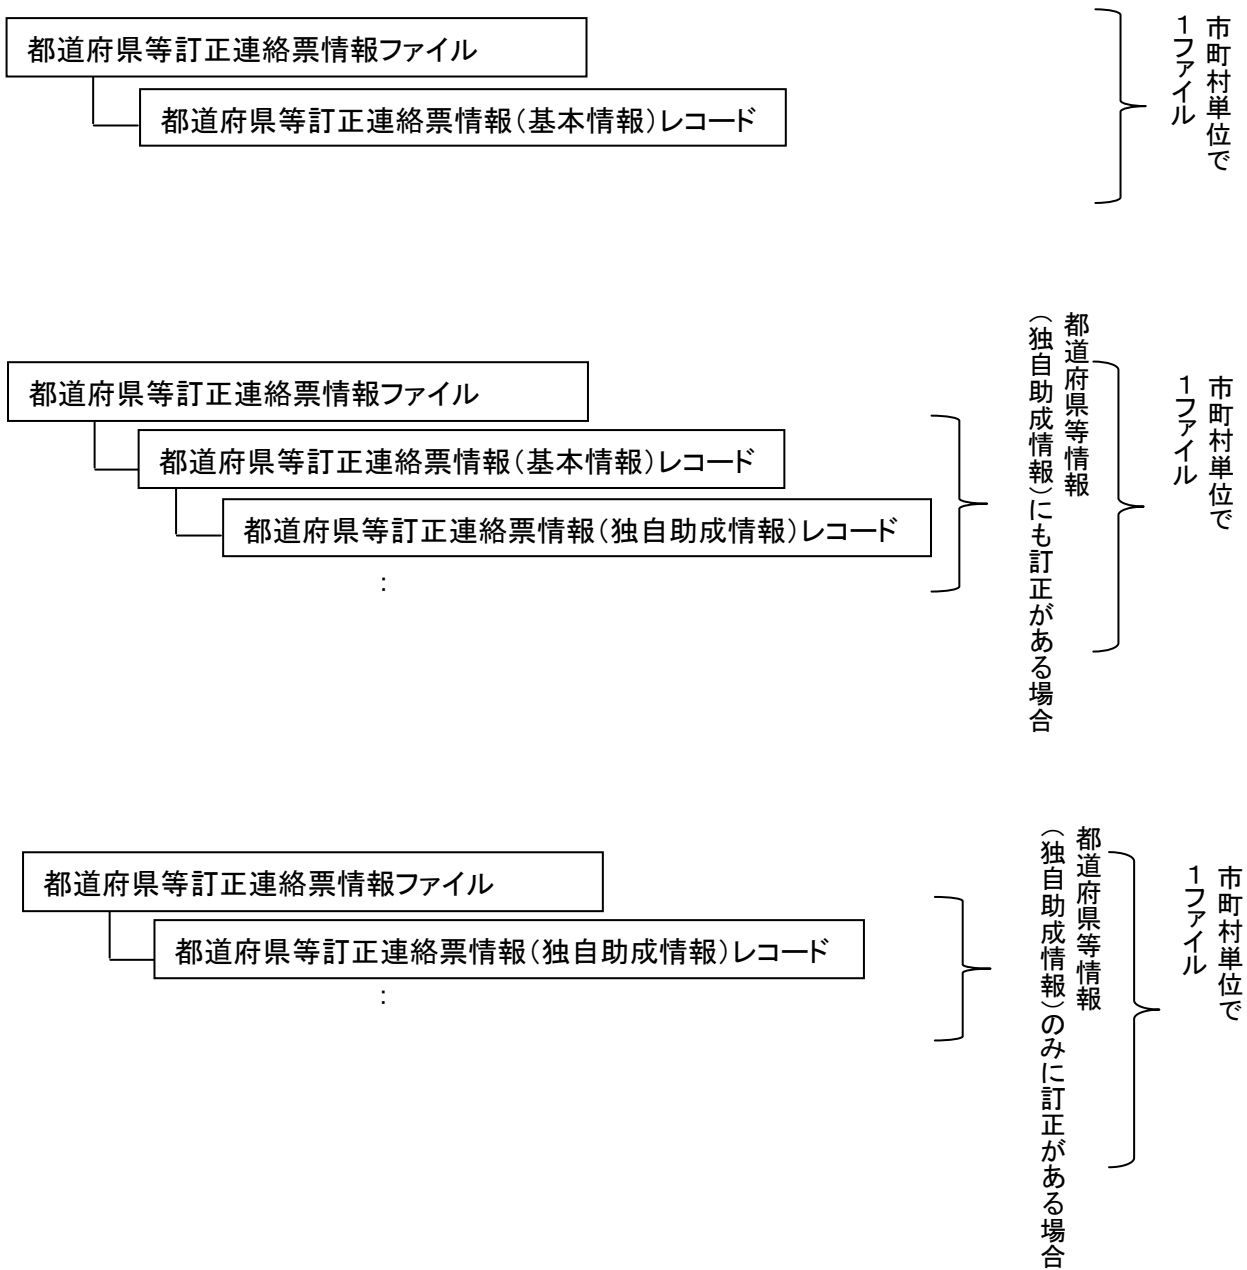 都道府県等訂正連絡票情報ファイル
都道府県等訂正連絡票情報（基本情報）レコード
市町村単位で
１ファイル
都道府県等訂正連絡票情報ファイル
都道府県等訂正連絡票情報（基本情報）レコード
都道府県等訂正連絡票情報（独自助成情報）レコード
：
都道府県等情報
（独自助成情報）にも訂正がある場合
市町村単位で
１ファイル
都道府県等訂正連絡票情報ファイル
都道府県等訂正連絡票情報（独自助成情報）レコード
：
都道府県等情報
（独自助成情報）のみに訂正がある場合
市町村単位で
１ファイル